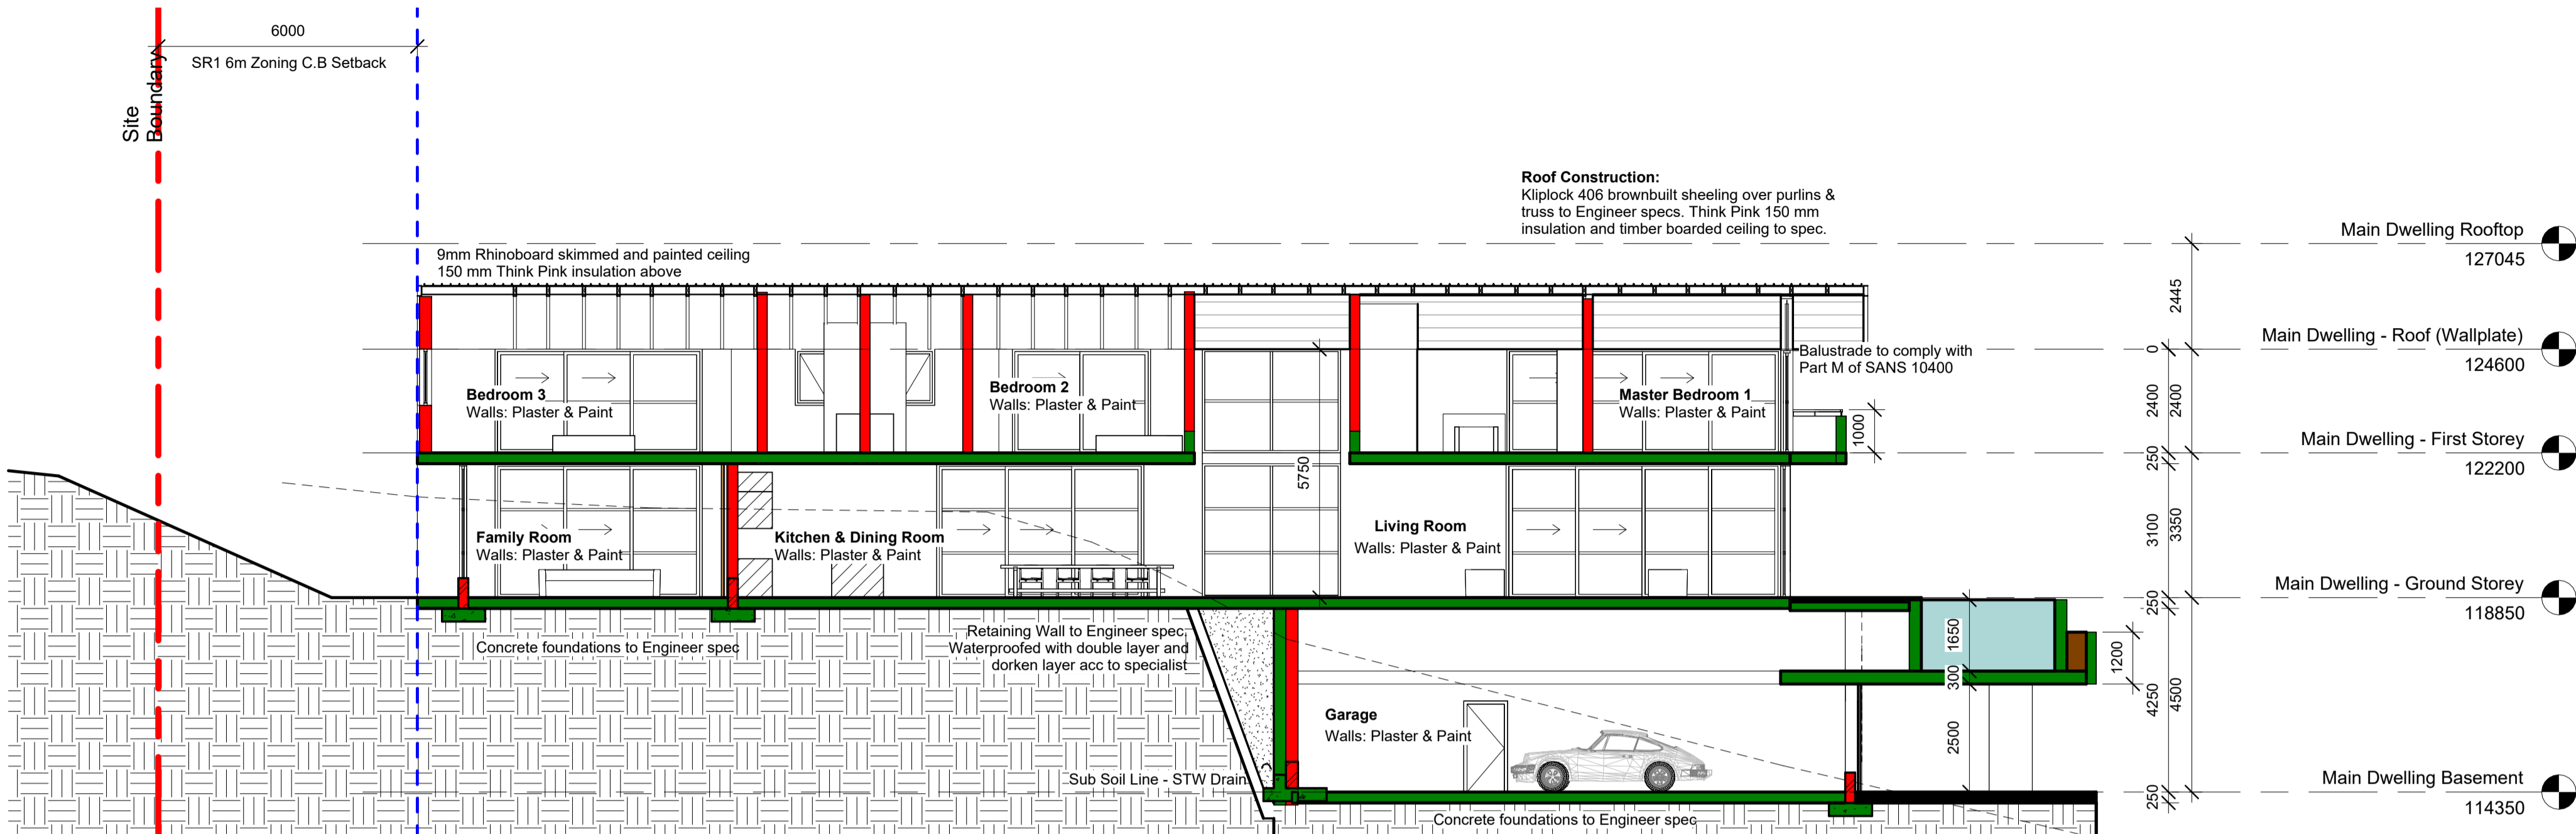 6000
SR1 6m Zoning C.B Setback
Site
Boundary
Roof Construction:
Kliplock 406 brownbuilt sheeling over purlins &
truss to Engineer specs. Think Pink 150 mm
insulation and timber boarded ceiling to spec.
9mm Rhinoboard skimmed and painted ceiling
150 mm Think Pink insulation above
Main Dwelling Rooftop
127045
2445
Main Dwelling - Roof (Wallplate)
124600
0
Balustrade to comply with
Part M of SANS 10400
Bedroom 3
Walls: Plaster & Paint
Bedroom 2
Walls: Plaster & Paint
Master Bedroom 1
Walls: Plaster & Paint
1000
2400
2400
Main Dwelling - First Storey
122200
250
5750
Family Room
Walls: Plaster & Paint
Kitchen & Dining Room
Walls: Plaster & Paint
Living Room
Walls: Plaster & Paint
3100
3350
Main Dwelling - Ground Storey
118850
250
Retaining Wall to Engineer spec.
Waterproofed with double layer and
dorken layer acc to specialist
Concrete foundations to Engineer spec
1650
1200
300
4250
4500
Garage
Walls: Plaster & Paint
2500
Sub Soil Line - STW Drain
Main Dwelling Basement
114350
250
Concrete foundations to Engineer spec